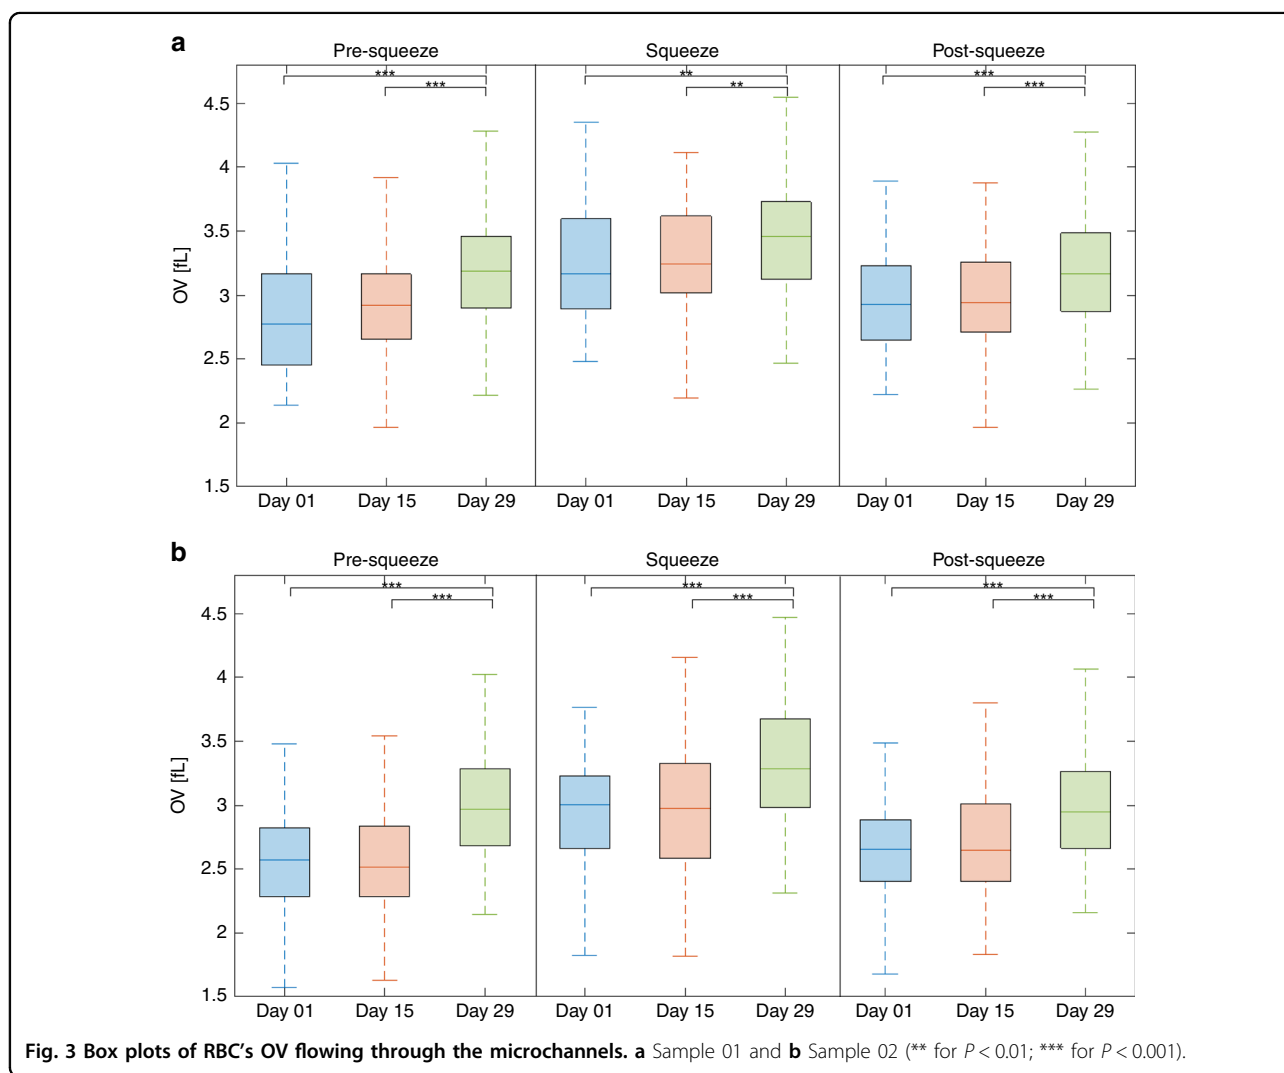 a
Pre-squeeze Squeeze Post-squeeze
*** ** ***
*** ** ***
4.5
4
3.5
3
2.5
2
1.5
OV [fL]
Day 01 Day 15 Day 29 Day 01 Day 15 Day 29 Day 01 Day 15 Day 29
b
Pre-squeeze Squeeze Post-squeeze
*** *** ***
*** *** ***
4.5
4
3.5
3
2.5
2
1.5
OV [fL]
Day 01 Day 15 Day 29 Day 01 Day 15 Day 29 Day 01 Day 15 Day 29
Fig. 3 Box plots of RBC's OV flowing through the microchannels. a Sample 01 and b Sample 02 (** for P < 0.01; *** for P < 0.001).